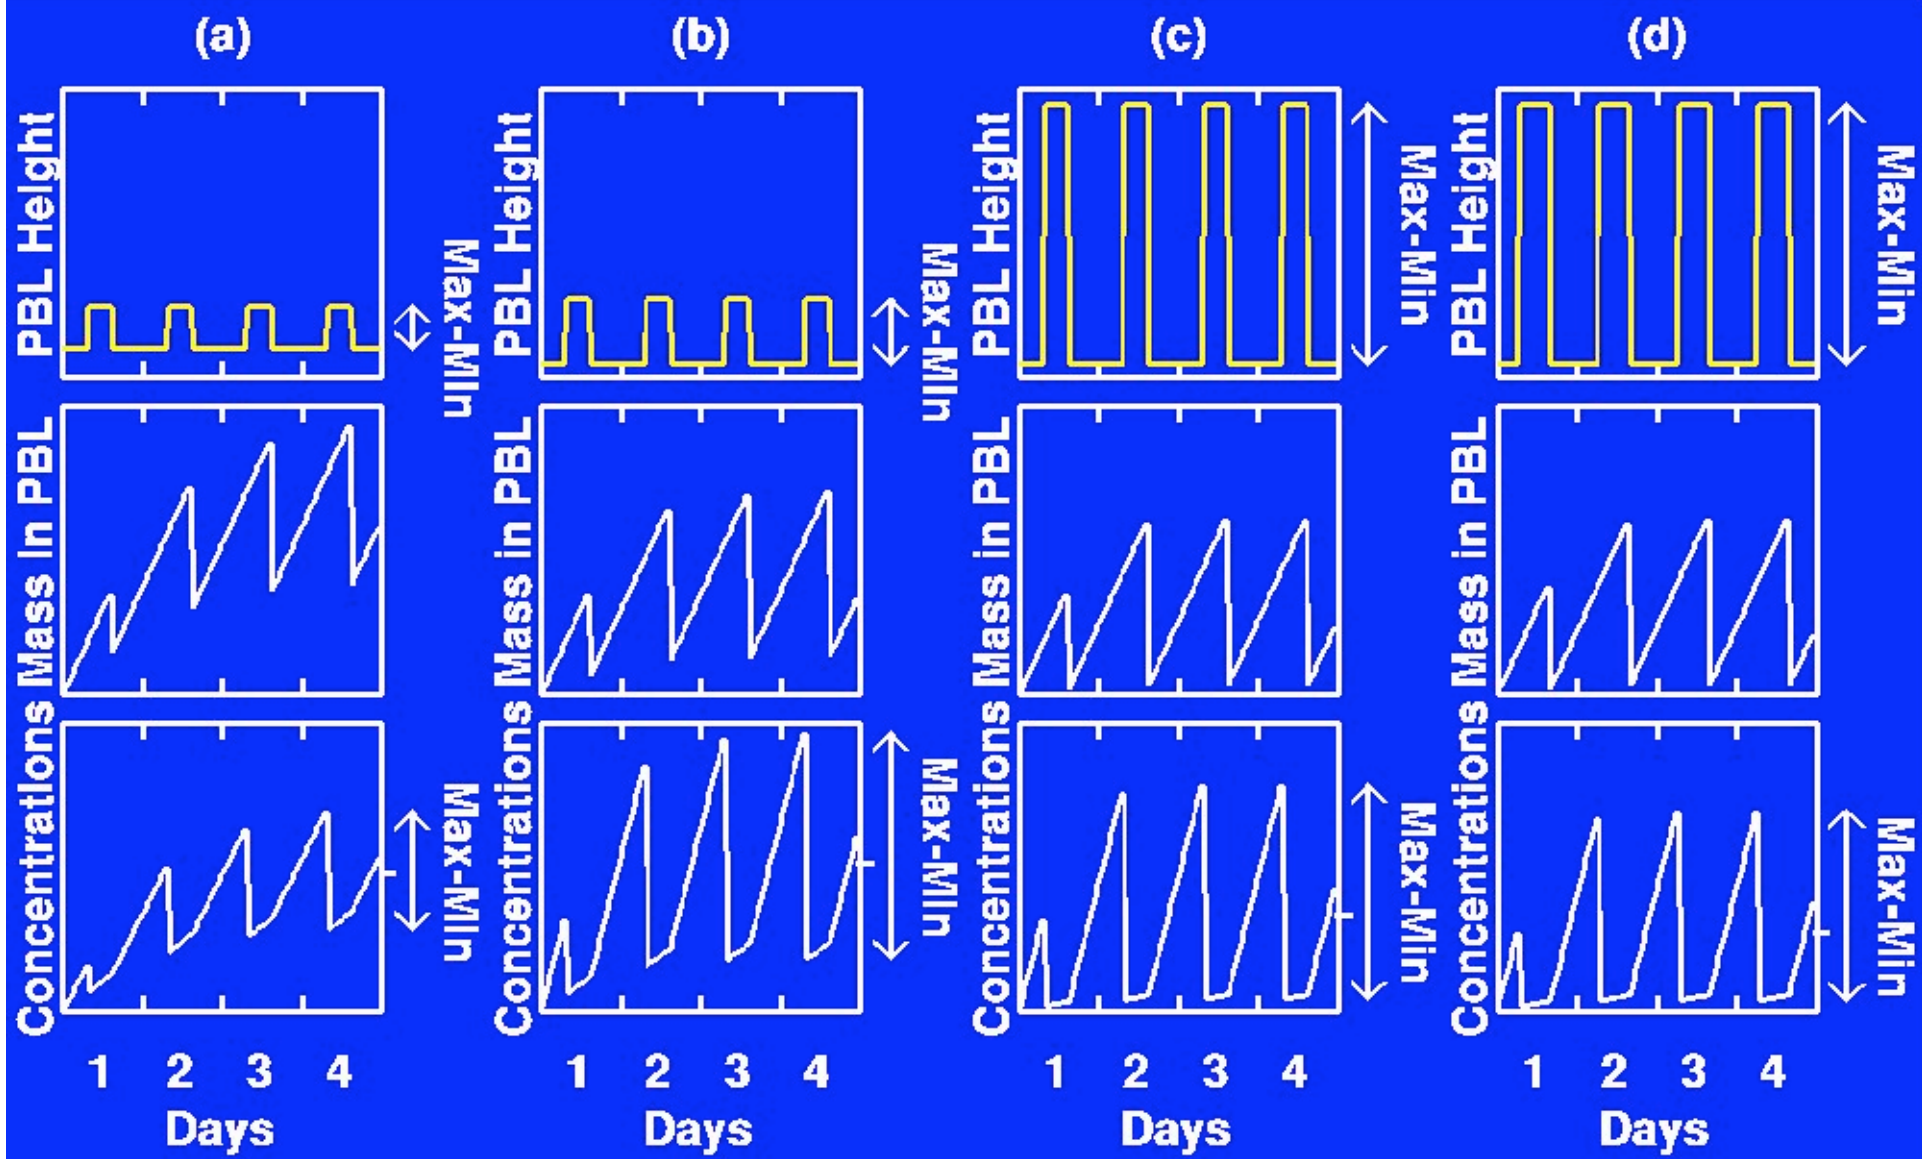 (a)
(b)
(c)
(d)
PBL Height
Max-Min
PBL Height
Max-Min
PBL Height
Max-Min
PBL Height
Max-Min
Mass in PBL
Mass in PBL
Mass in PBL
Mass in PBL
Concentrations
Max-Min
Concentrations
Max-Min
Concentrations
Max-Min
Concentrations
Max-Min
1 2 3 4
1 2 3 4
1 2 3 4
1 2 3 4
Days
Days
Days
Days